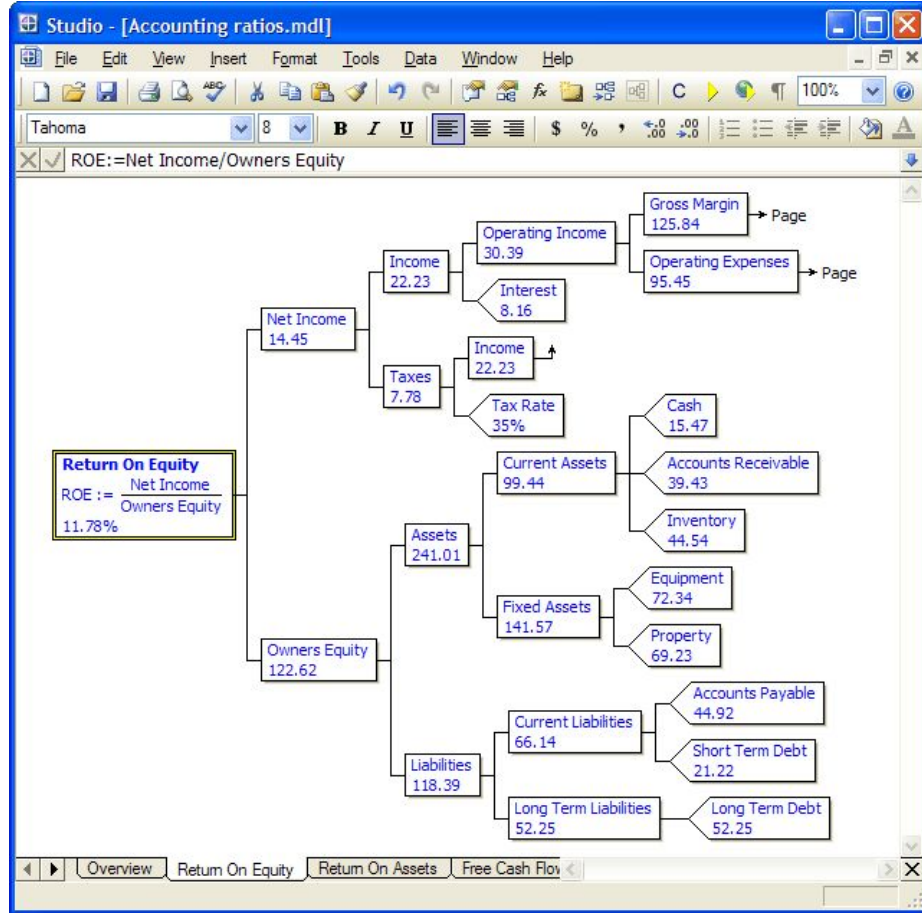 Studio - [Accounting ratios.mdl]
File Edit View Insert Format Tools Data Window Help
ABC fx C ¶ 100%
Tahoma 8 B I U $ % , .00 .00 A
ROE:=Net Income/Owners Equity
Gross Margin
125.84
Page
Operating Income
30.39
Operating Expenses
95.45
Page
Income
22.23
Interest
8.16
Net Income
14.45
Income
22.23
Taxes
7.78
Tax Rate
35%
Return On Equity
ROE := Net Income
Owners Equity
11.78%
Cash
15.47
Current Assets
99.44
Accounts Receivable
39.43
Inventory
44.54
Assets
241.01
Equipment
72.34
Fixed Assets
141.57
Property
69.23
Owners Equity
122.62
Accounts Payable
44.92
Current Liabilities
66.14
Short Term Debt
21.22
Liabilities
118.39
Long Term Liabilities
52.25
Long Term Debt
52.25
Overview Return On Equity Return On Assets Free Cash Flow